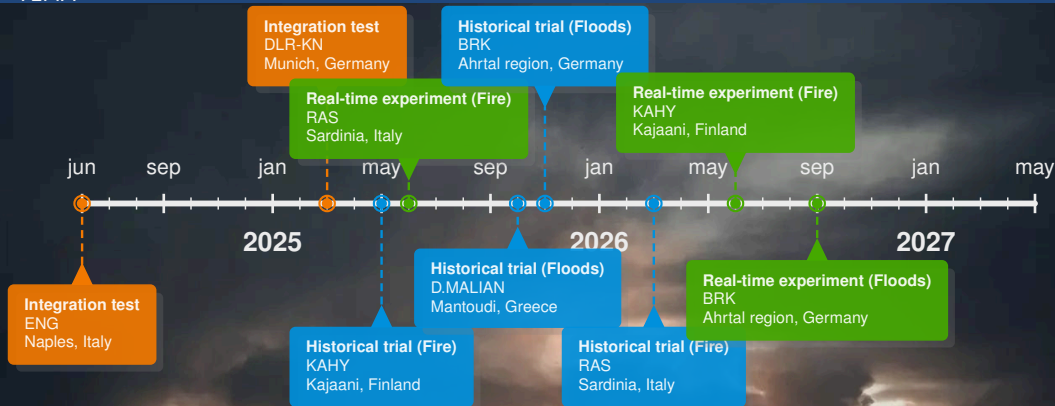 Integration test
DLR-KN
Munich, Germany
Historical trial (Floods)
BRK
Ahrtal region, Germany
Real-time experiment (Fire)
RAS
Sardinia, Italy
Real-time experiment (Fire)
KAHY
Kajaani, Finland
jun sep jan may sep jan may sep jan may
2025 2026 2027
Integration test
ENG
Naples, Italy
Historical trial (Floods)
D.MALIAN
Mantoudi, Greece
Real-time experiment (Floods)
BRK
Ahrtal region, Germany
Historical trial (Fire)
KAHY
Kajaani, Finland
Historical trial (Fire)
RAS
Sardinia, Italy